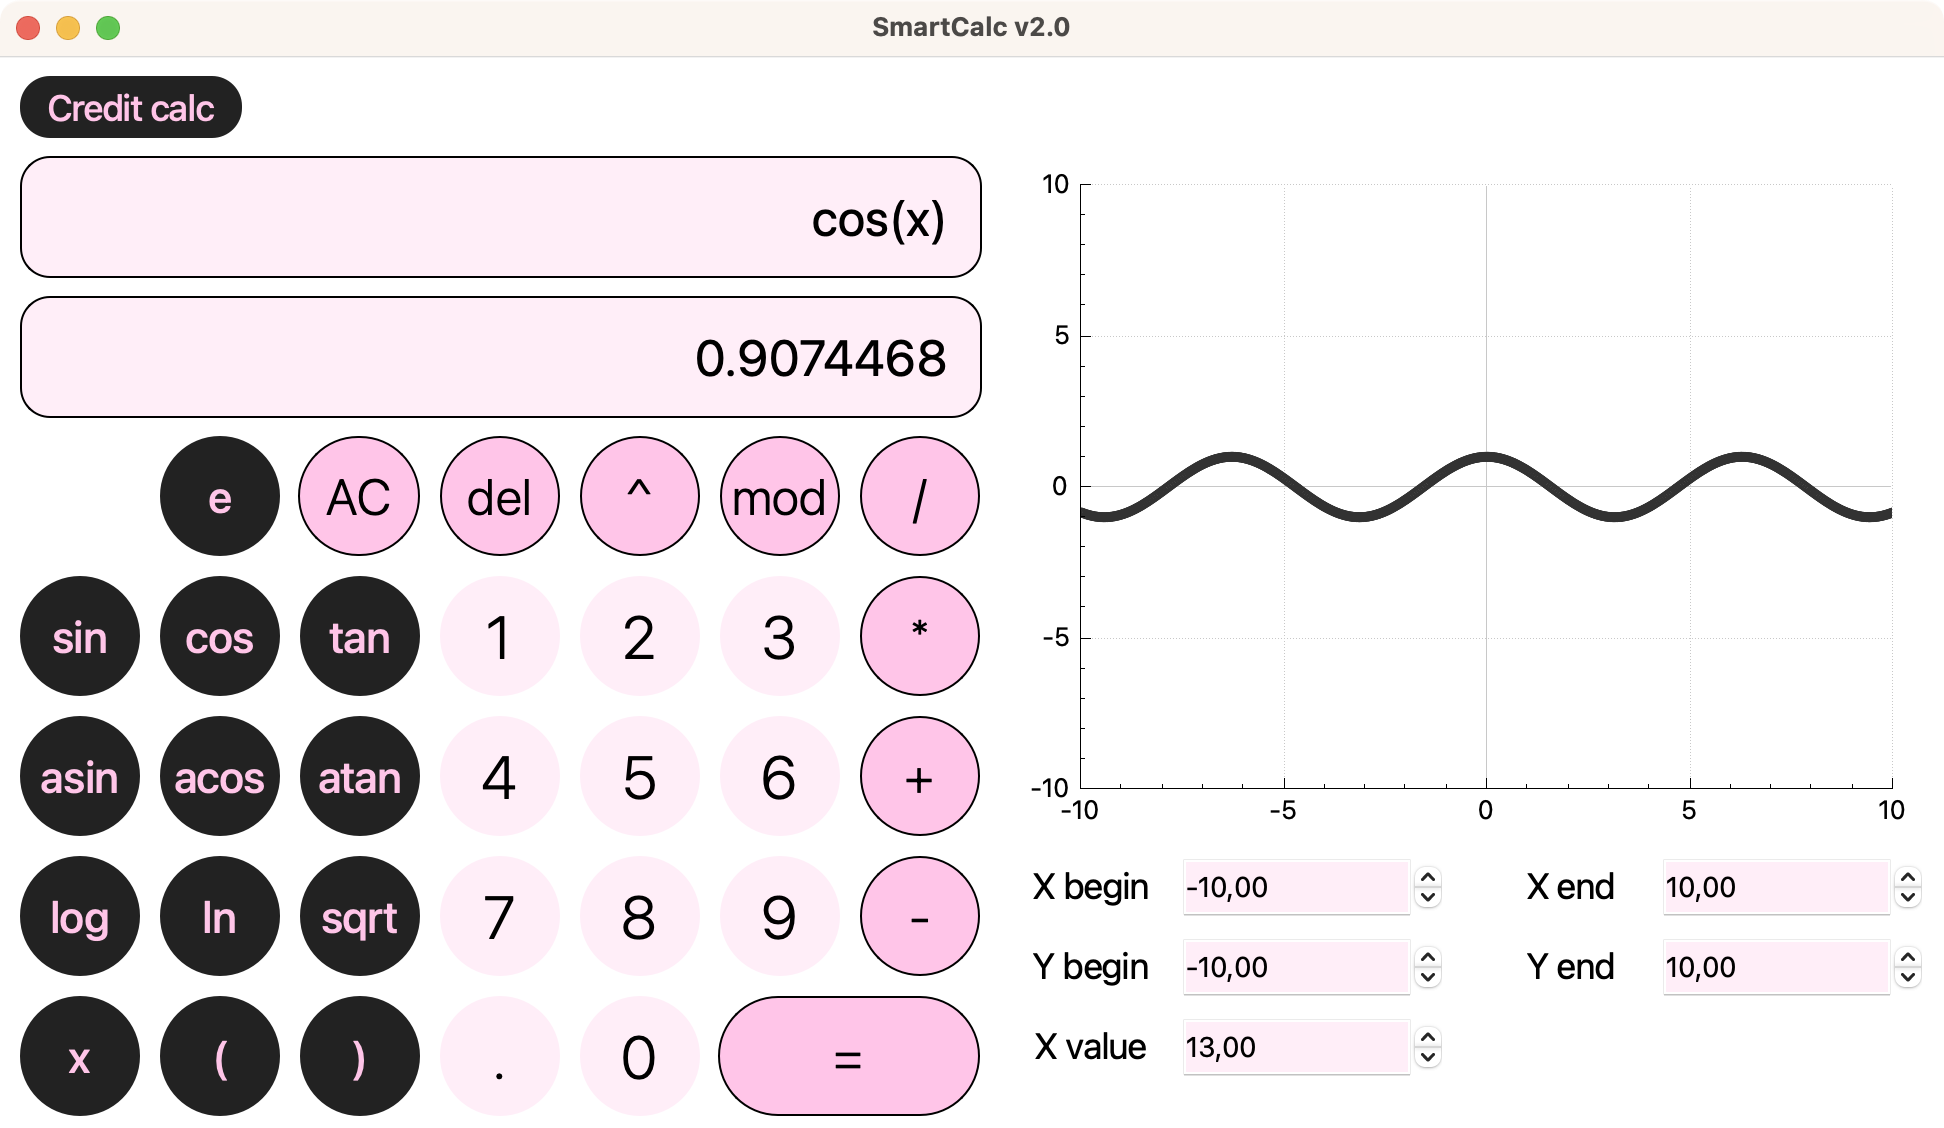 SmartCalc v2.0
Credit calc
cos(x)
0.9074468
e AC del ^ mod /
sin cos tan 1 2 3 *
asin acos atan 4 5 6 +
log ln sqrt 7 8 9 -
x ( ) . 0 =
10
5
0
-5
-10
-10 -5 0 5 10
X begin -10,00 X end 10,00
Y begin -10,00 Y end 10,00
X value 13,00